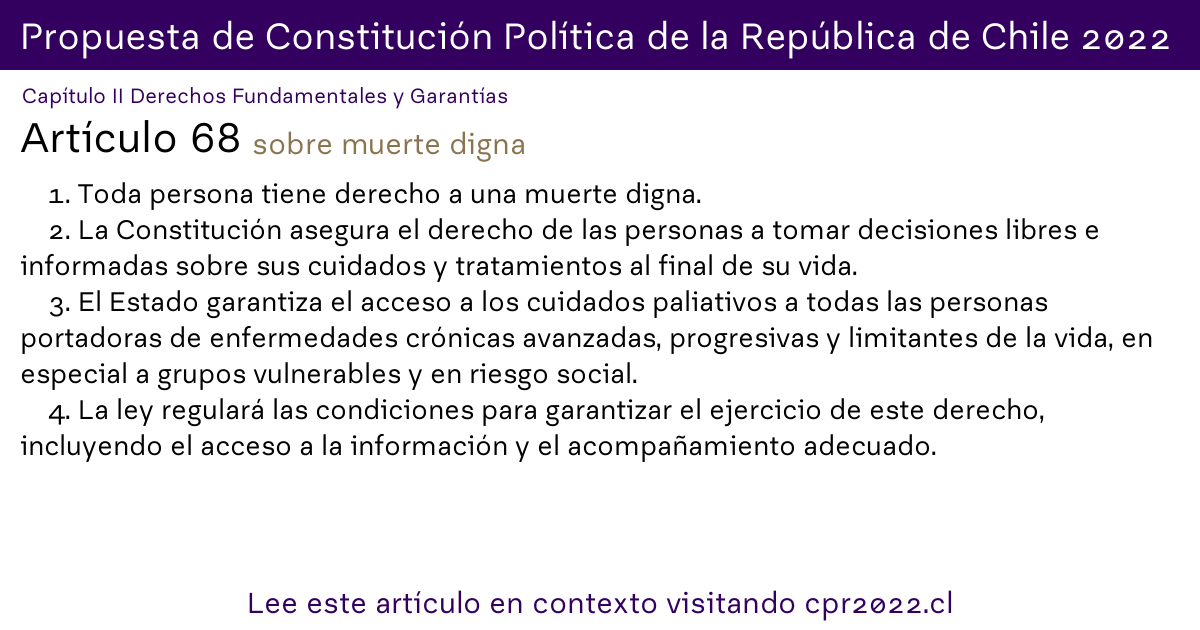 Propuesta de Constitución Política de la República de Chile 2022
Capítulo II Derechos Fundamentales y Garantías
Artículo 68 sobre muerte digna
1. Toda persona tiene derecho a una muerte digna.
2. La Constitución asegura el derecho de las personas a tomar decisiones libres e
informadas sobre sus cuidados y tratamientos al final de su vida.
3. El Estado garantiza el acceso a los cuidados paliativos a todas las personas
portadoras de enfermedades crónicas avanzadas, progresivas y limitantes de la vida, en
especial a grupos vulnerables y en riesgo social.
4. La ley regulará las condiciones para garantizar el ejercicio de este derecho,
incluyendo el acceso a la información y el acompañamiento adecuado.
Lee este artículo en contexto visitando cpr2022.cl